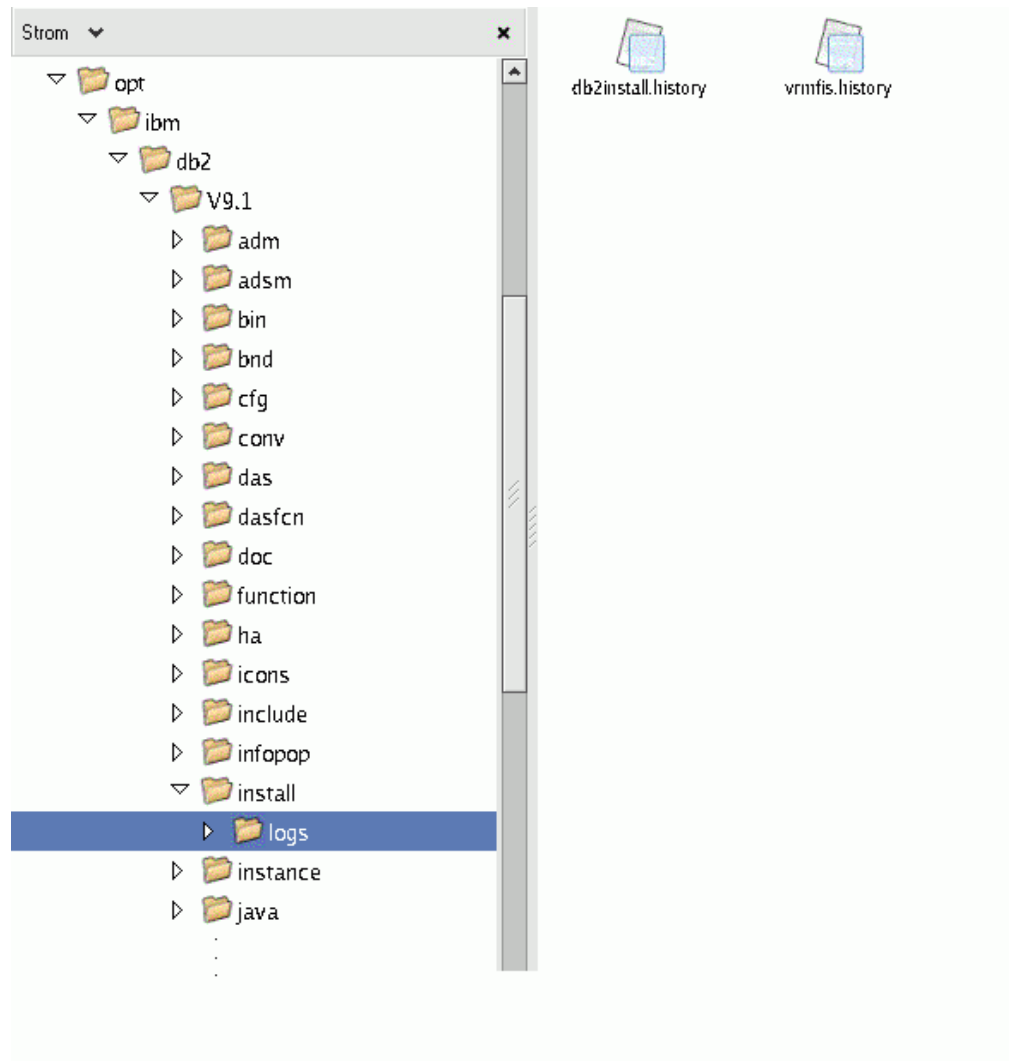 Strom
opt
ibm
db2
V9.1
adm
adsm
bin
bnd
cfg
conv
das
dasfcn
doc
function
ha
icons
include
infopop
install
logs
instance
java
db2install.history
vrmfis.history